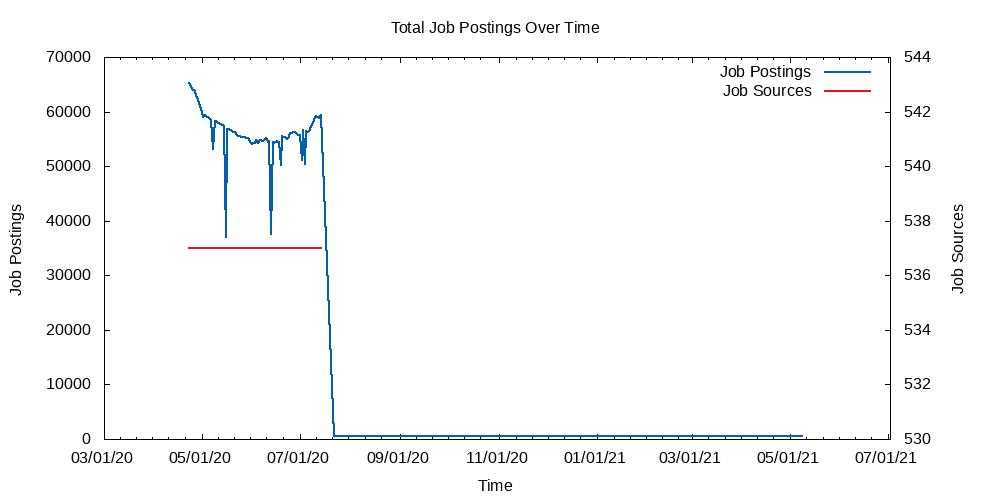 Total Job Postings Over Time
70000
60000
50000
40000
30000
20000
10000
0
544
542
540
538
536
534
532
530
Job Postings
Job Sources
Job Postings
Job Sources
03/01/20 05/01/20 07/01/20 09/01/20 11/01/20 01/01/21 03/01/21 05/01/21 07/01/21
Time